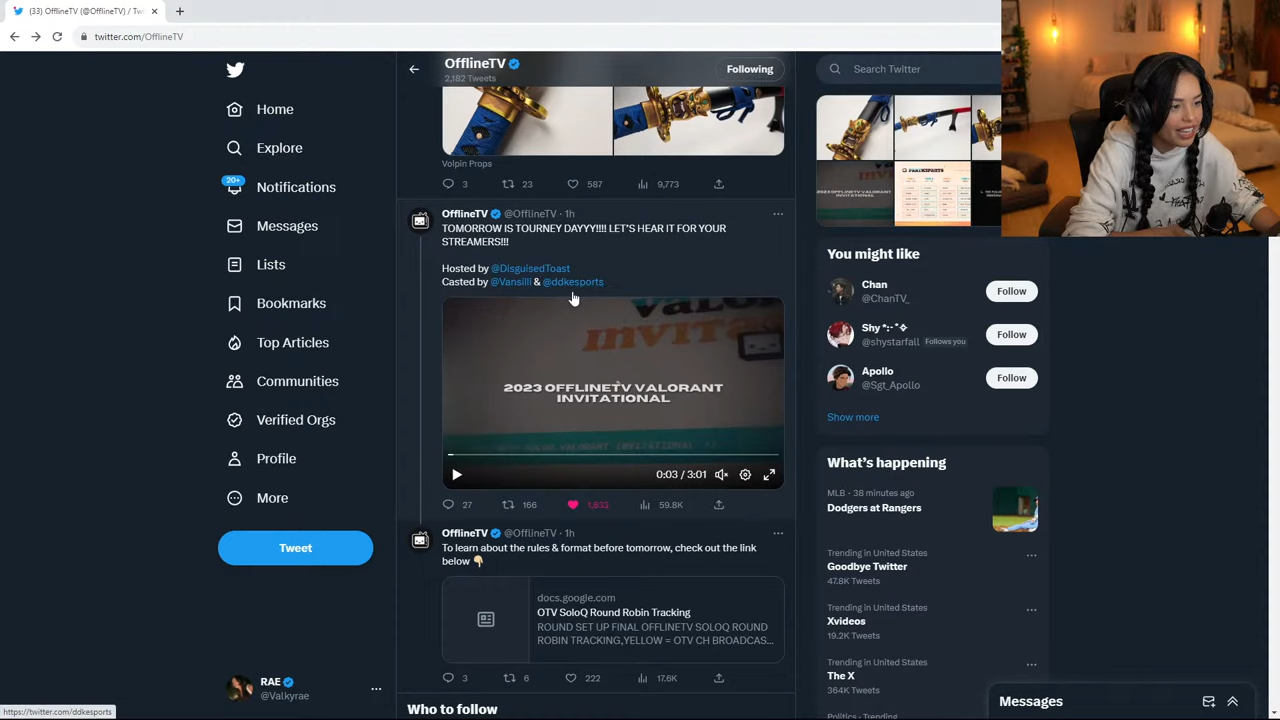 (33) OfflineTV (@OfflineTV) / Twi
twitter.com/OfflineTV
Home
Explore
20+
Notifications
Messages
Lists
Bookmarks
Top Articles
Communities
Verified Orgs
Profile
More
Tweet
RAE
@Valkyrae
https://twitter.com/ddkesports
OfflineTV
2,182 Tweets
Following
Volpin Props
3 23 587 9,773
OfflineTV @OfflineTV · 1h
TOMORROW IS TOURNEY DAYYY!!!! LET'S HEAR IT FOR YOUR
STREAMERS!!!
Hosted by @DisguisedToast
Casted by @Vansilli & @ddkesports
2023 OFFLINETV VALORANT
INVITATIONAL
0:03 / 3:01
27 166 1,833 59.8K
OfflineTV @OfflineTV · 1h
To learn about the rules & format before tomorrow, check out the link
below 👇🏼
docs.google.com
OTV SoloQ Round Robin Tracking
ROUND SET UP FINAL OFFLINETV SOLOQ ROUND
ROBIN TRACKING,YELLOW = OTV CH BROADCAS...
3 6 222 17.6K
Who to follow
Search Twitter
PARTICIPANTS
You might like
Chan
@ChanTV_
Follow
Shy *:･ﾟ✧
@shystarfall Follows you
Follow
Apollo
@Sgt_Apollo
Follow
Show more
What's happening
MLB · 38 minutes ago
Dodgers at Rangers
Trending in United States
Goodbye Twitter
47.8K Tweets
Trending in United States
Xvideos
19.2K Tweets
Trending in United States
The X
364K Tweets
Politics · Trending
Messages